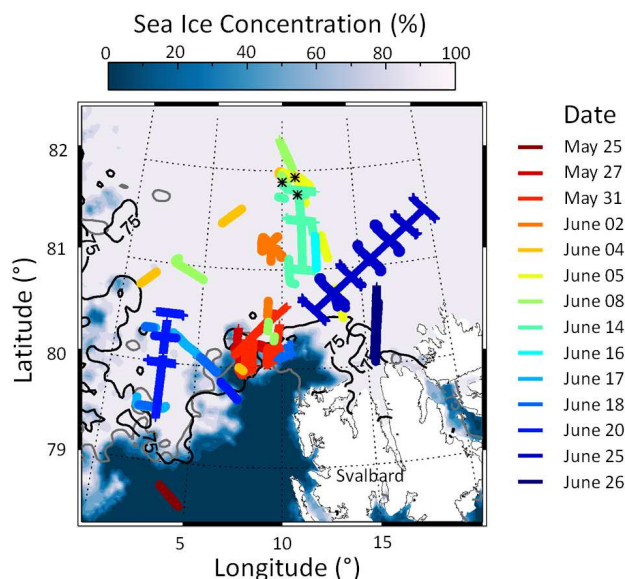 Sea Ice Concentration (%)
0 20 40 60 80 100
Date
May 25
May 27
May 31
June 02
June 04
June 05
June 08
June 14
June 16
June 17
June 18
June 20
June 25
June 26
Latitude (°)
82
81
80
79
75
75
75
75
Svalbard
5 10 15
Longitude (°)